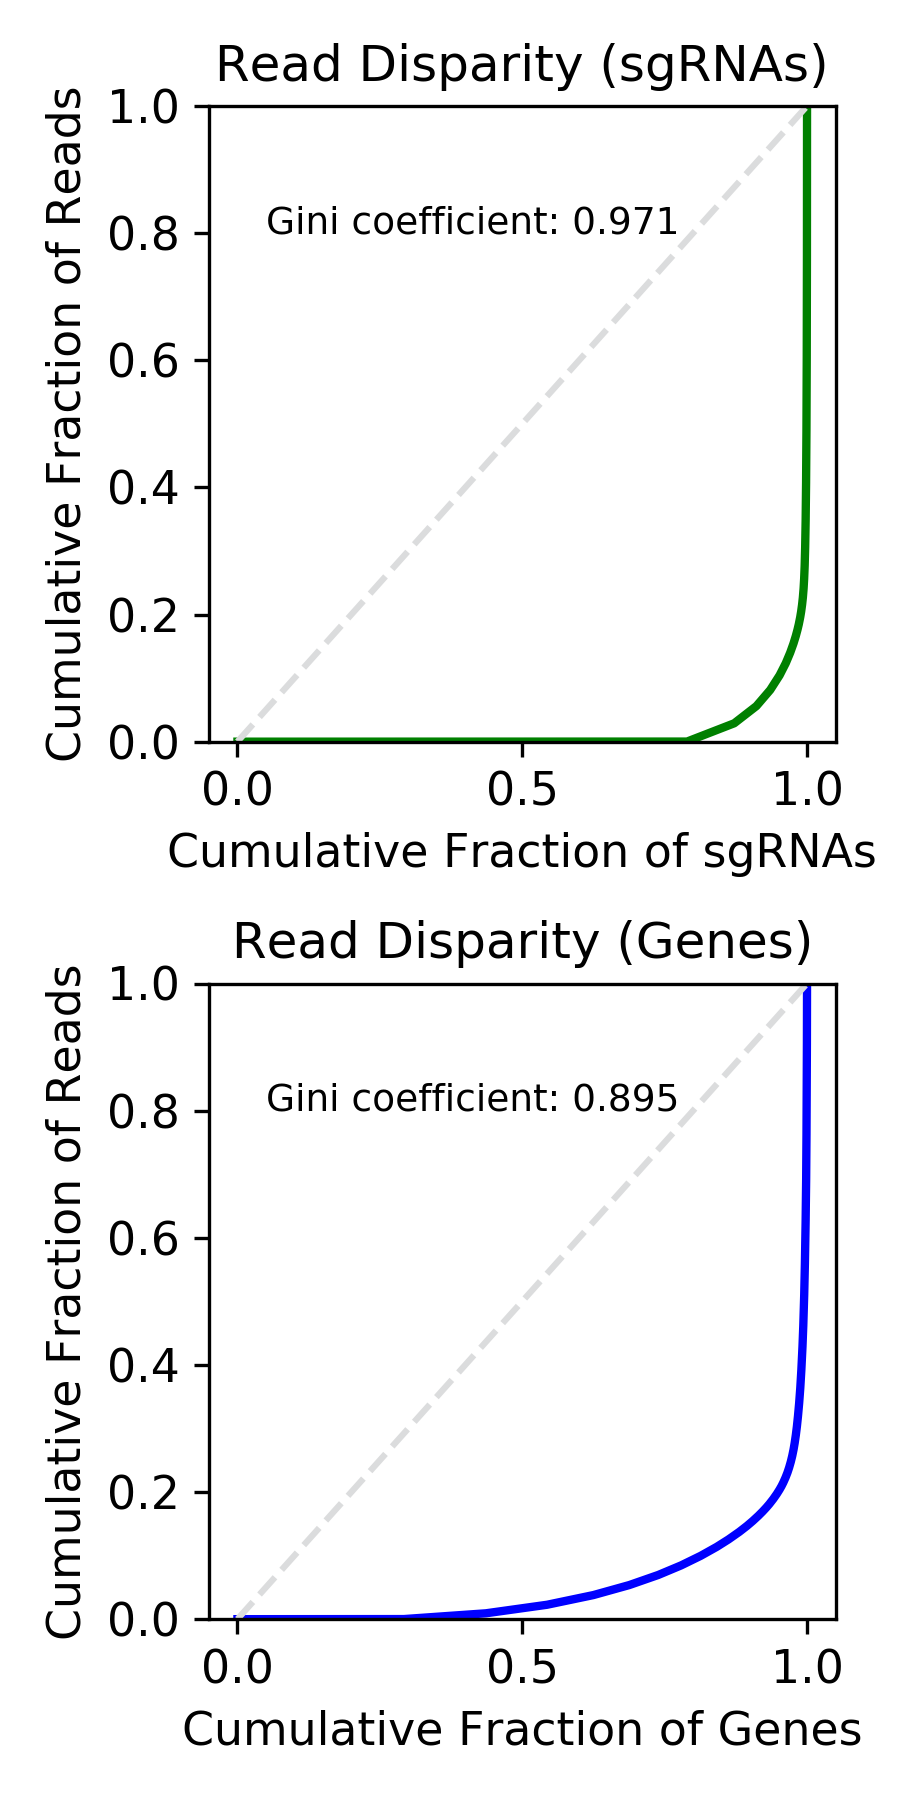 Read Disparity (sgRNAs)
Cumulative Fraction of Reads
1.0
0.8
0.6
0.4
0.2
0.0
Gini coefficient: 0.971
0.0 0.5 1.0
Cumulative Fraction of sgRNAs
Read Disparity (Genes)
Cumulative Fraction of Reads
1.0
0.8
0.6
0.4
0.2
0.0
Gini coefficient: 0.895
0.0 0.5 1.0
Cumulative Fraction of Genes